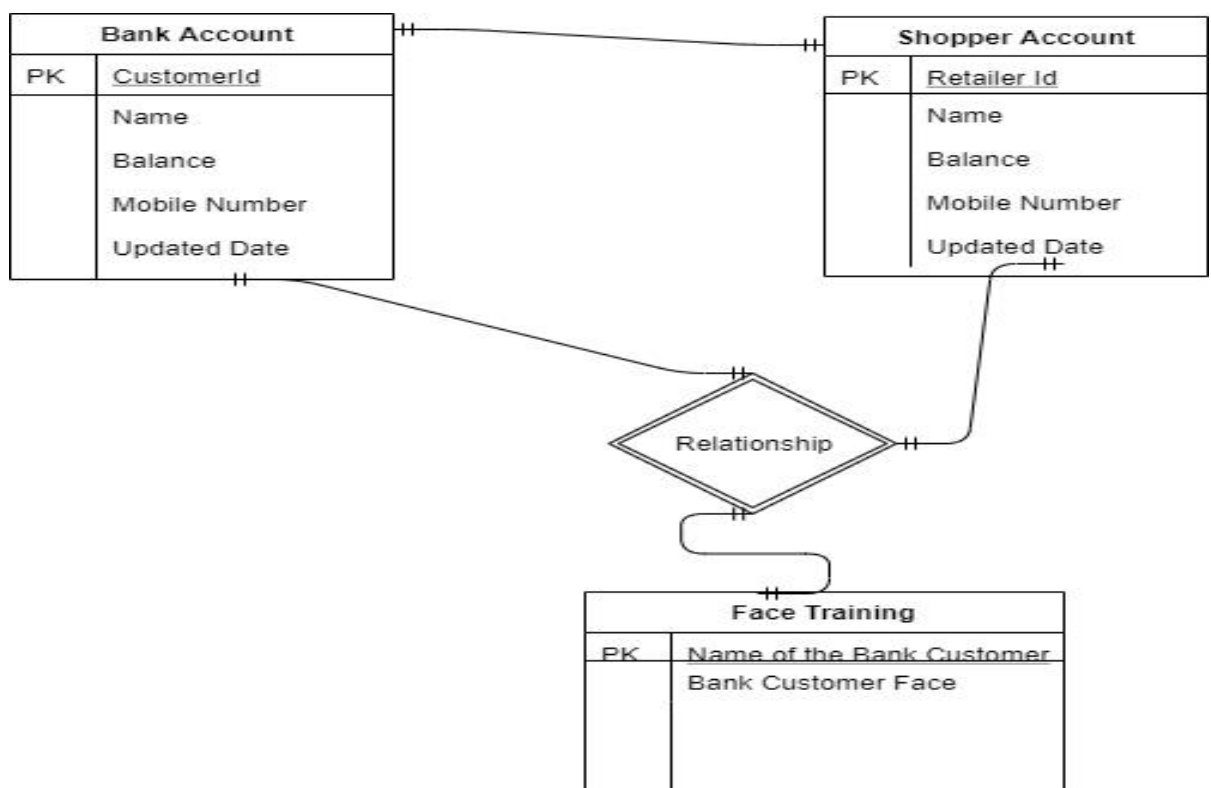 Bank Account
PK CustomerId
Name
Balance
Mobile Number
Updated Date
Shopper Account
PK Retailer Id
Name
Balance
Mobile Number
Updated Date
Relationship
Face Training
PK Name of the Bank Customer
Bank Customer Face